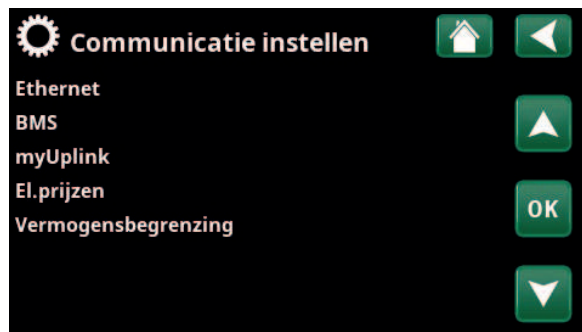 Communicatie instellen
Ethernet
BMS
myUplink
El.prijzen
OK
Vermogensbegrenzing